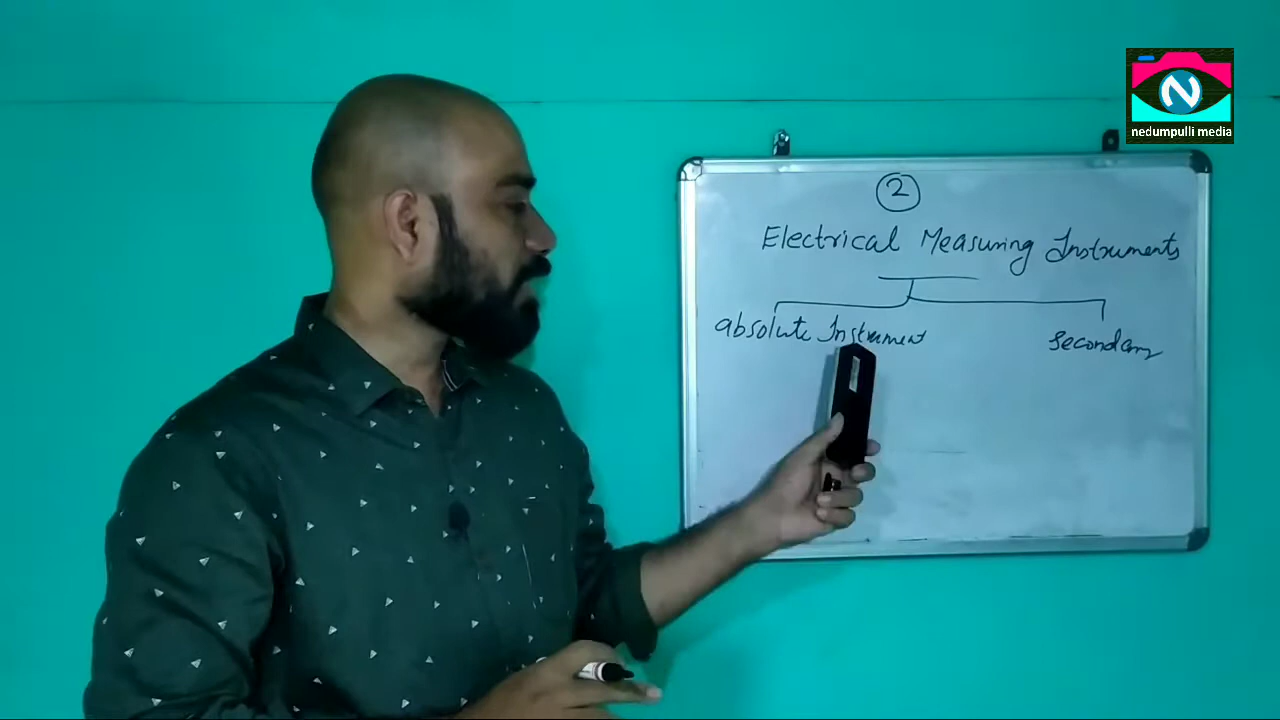 nedumpulli media
2
Electrical Measuring Instruments
absolute Instrument
Secondary